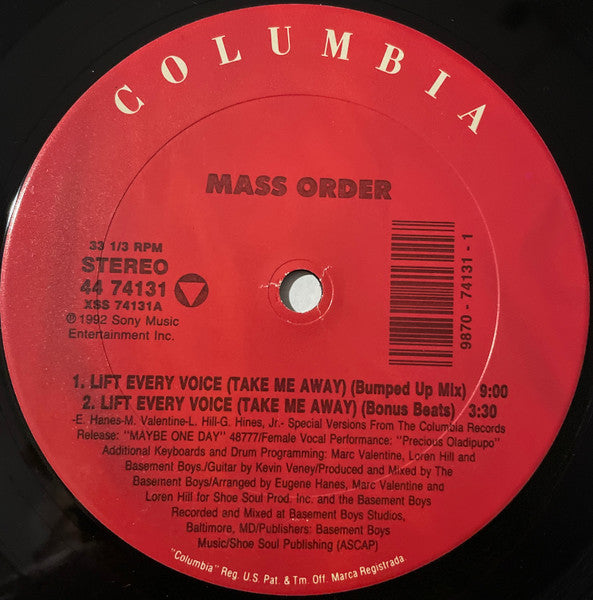 COLUMBIA
MASS ORDER
33 1/3 RPM
STEREO
44 74131
XSS 74131A
℗ 1992 Sony Music
Entertainment Inc.
9870 - 74131 - 1
1. LIFT EVERY VOICE (TAKE ME AWAY) (Bumped Up Mix) 9:00
2. LIFT EVERY VOICE (TAKE ME AWAY) (Bonus Beats) 3:30
-E. Hanes-M. Valentine-L. Hill-G. Hines, Jr.- Special Versions From The Columbia Records
Release: "MAYBE ONE DAY" 48777/Female Vocal Performance: "Precious Oladipupo"
Additional Keyboards and Drum Programming: Marc Valentine, Loren Hill and
Basement Boys./Guitar by Kevin Veney/Produced and Mixed by The
Basement Boys/Arranged by Eugene Hanes, Marc Valentine and
Loren Hill for Shoe Soul Prod. Inc. and the Basement Boys
Recorded and Mixed at Basement Boys Studios,
Baltimore, MD/Publishers: Basement Boys
Music/Shoe Soul Publishing (ASCAP)
"Columbia" Reg. U.S. Pat. & Tm. Off. Marca Registrada